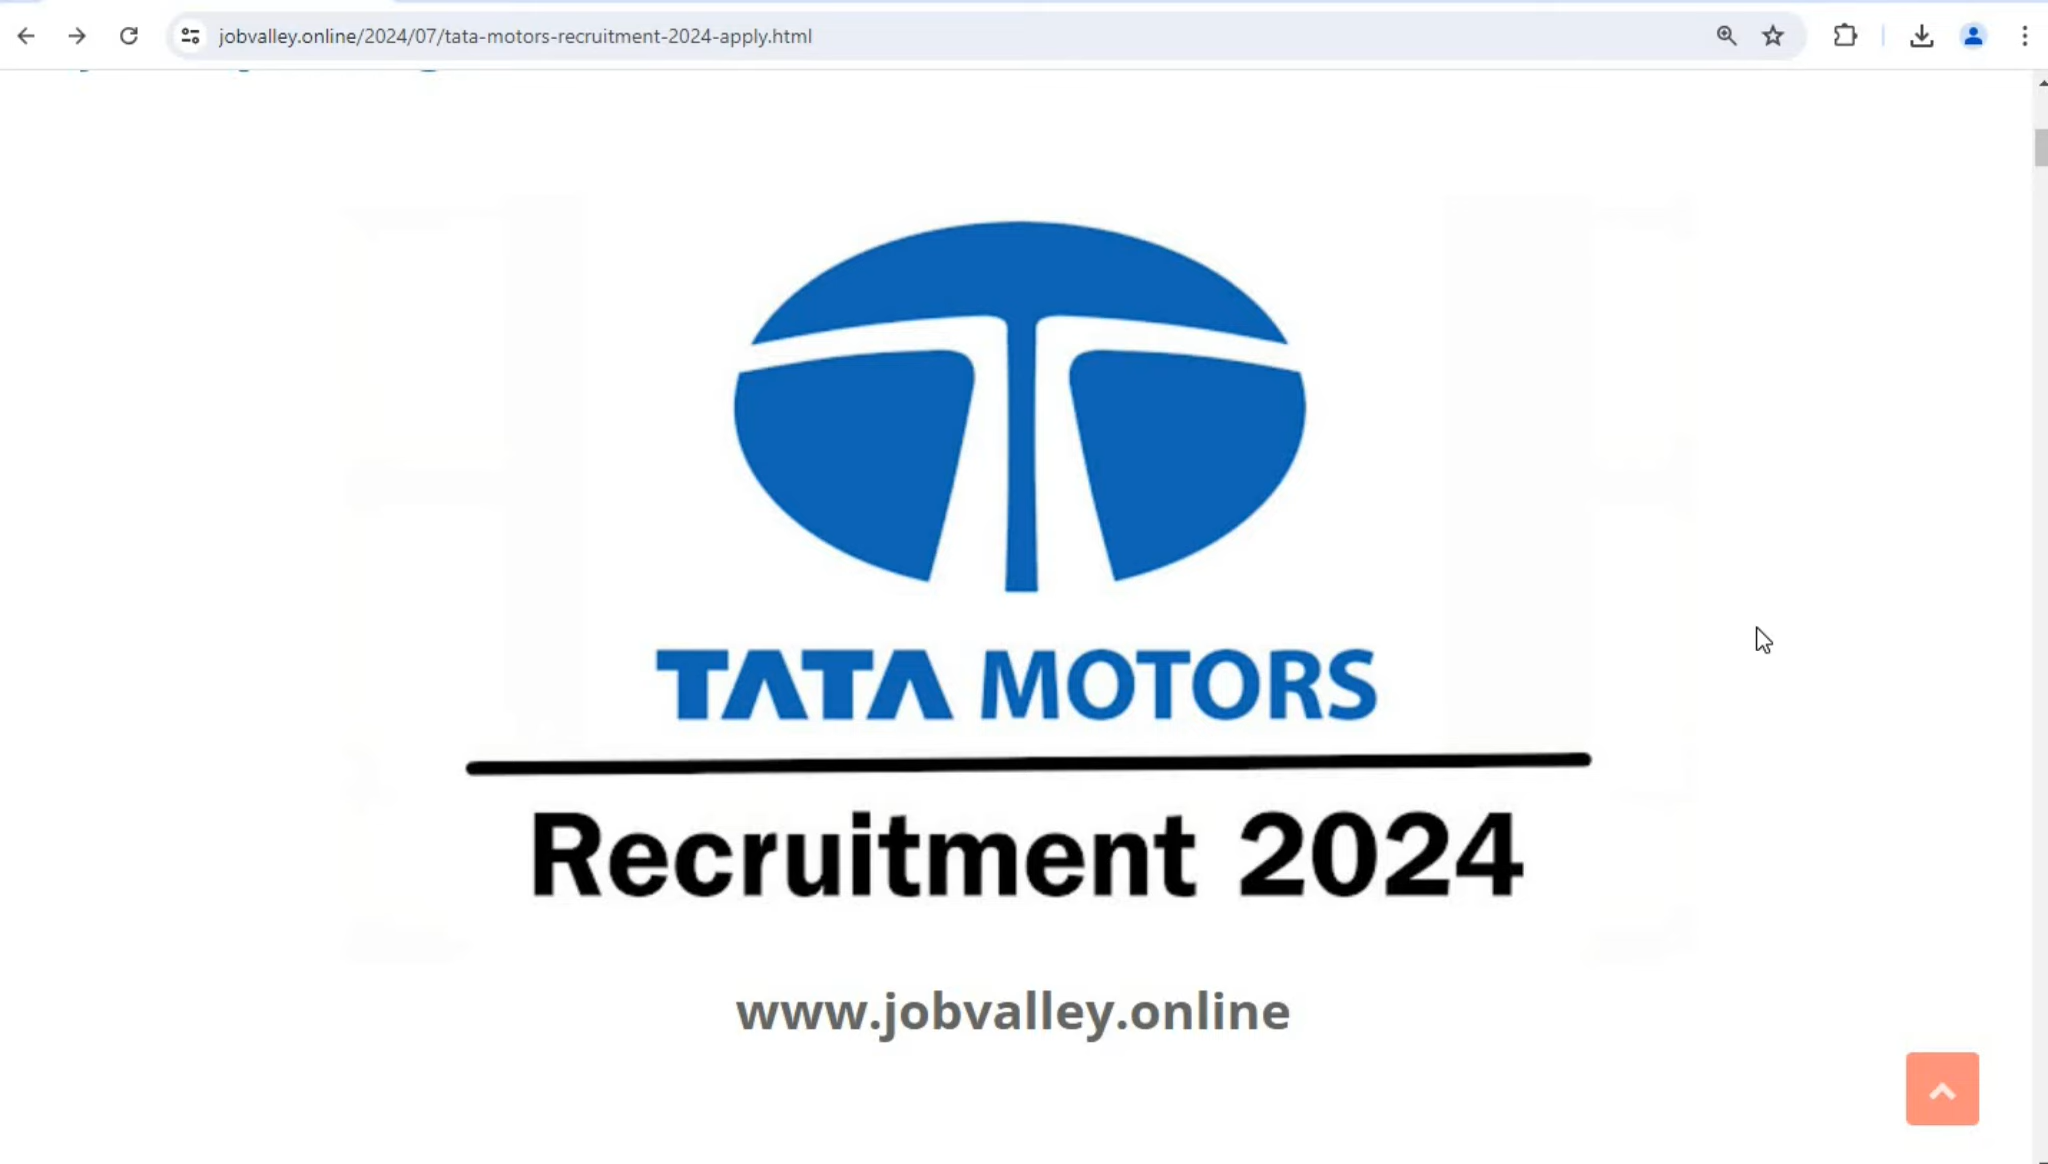 jobvalley.online/2024/07/tata-motors-recruitment-2024-apply.html
TATA MOTORS
Recruitment 2024
www.jobvalley.online